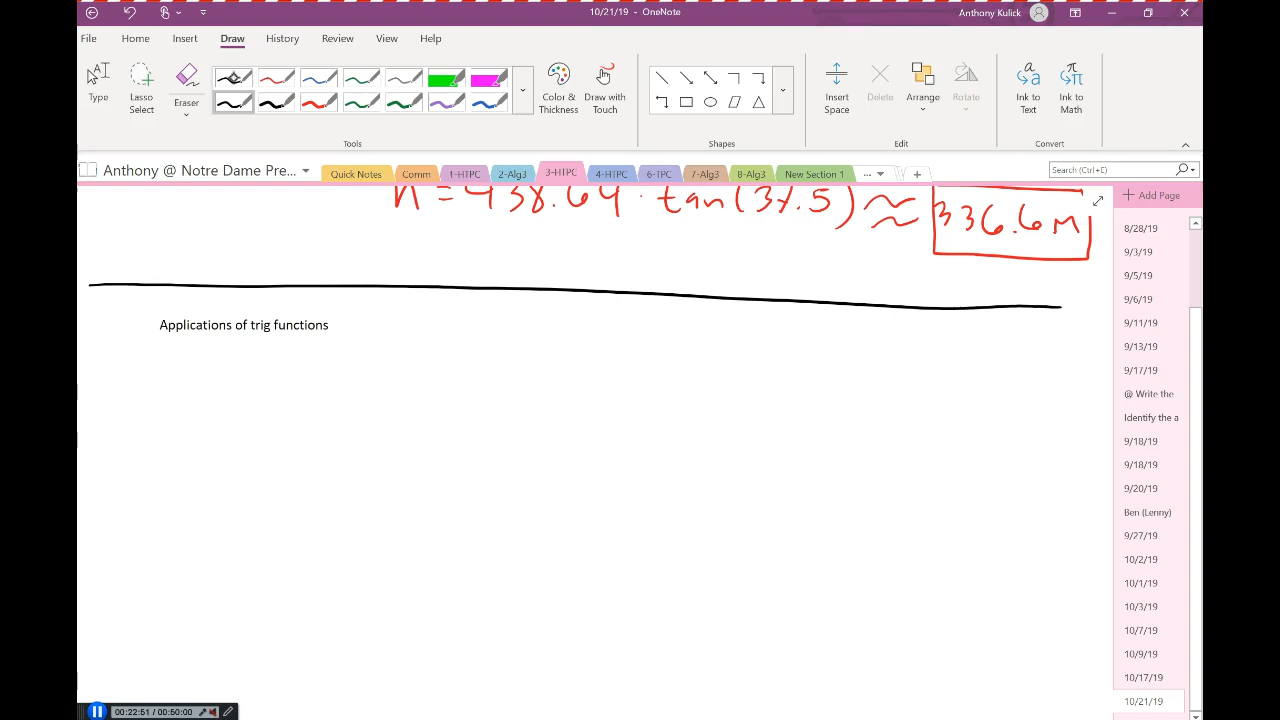 10/21/19 - OneNote
Anthony Kulick
File Home Insert Draw History Review View Help
Type
Lasso Select
Eraser
Color & Thickness
Draw with Touch
Insert Space
Delete
Arrange
Rotate
Ink to Text
Ink to Math
Tools
Shapes
Edit
Convert
Anthony @ Notre Dame Pre...
Quick Notes
Comm
1-HTPC
2-Alg3
3-HTPC
4-HTPC
6-TPC
7-Alg3
8-Alg3
New Section 1
...
Search (Ctrl+E)
Add Page
h = 438.64 · tan(37.5) ≈ 336.6 M
Applications of trig functions
8/28/19
9/3/19
9/5/19
9/6/19
9/11/19
9/13/19
9/17/19
@ Write the
Identify the a
9/18/19
9/18/19
9/20/19
Ben (Lenny)
9/27/19
10/2/19
10/1/19
10/3/19
10/7/19
10/9/19
10/17/19
10/21/19
00:22:51 / 00:50:00